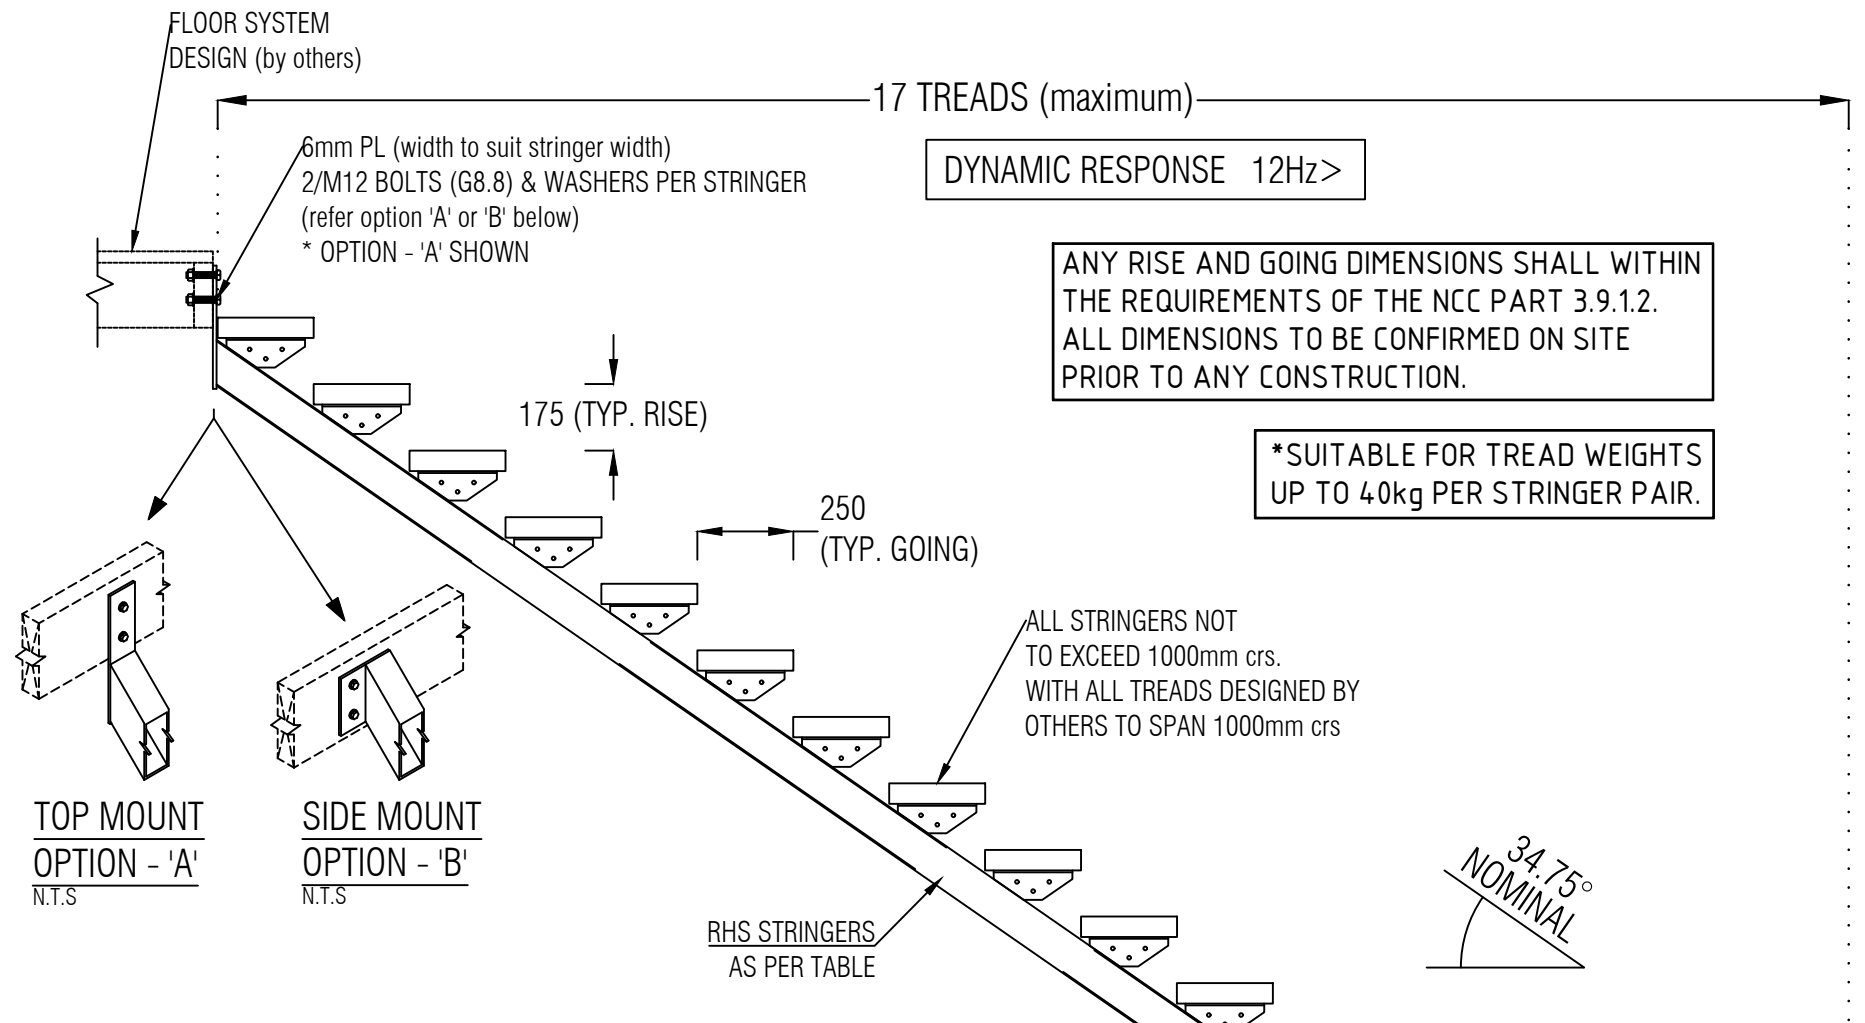 FLOOR SYSTEM
DESIGN (by others)
17 TREADS (maximum)
6mm PL (width to suit stringer width)
2/M12 BOLTS (G8.8) & WASHERS PER STRINGER
(refer option 'A' or 'B' below)
* OPTION - 'A' SHOWN
DYNAMIC RESPONSE 12Hz>
ANY RISE AND GOING DIMENSIONS SHALL WITHIN
THE REQUIREMENTS OF THE NCC PART 3.9.1.2.
ALL DIMENSIONS TO BE CONFIRMED ON SITE
PRIOR TO ANY CONSTRUCTION.
175 (TYP. RISE)
*SUITABLE FOR TREAD WEIGHTS
UP TO 40kg PER STRINGER PAIR.
250
(TYP. GOING)
ALL STRINGERS NOT
TO EXCEED 1000mm crs.
WITH ALL TREADS DESIGNED BY
OTHERS TO SPAN 1000mm crs
TOP MOUNT
OPTION - 'A'
N.T.S
SIDE MOUNT
OPTION - 'B'
N.T.S
34.75°
NOMINAL
RHS STRINGERS
AS PER TABLE